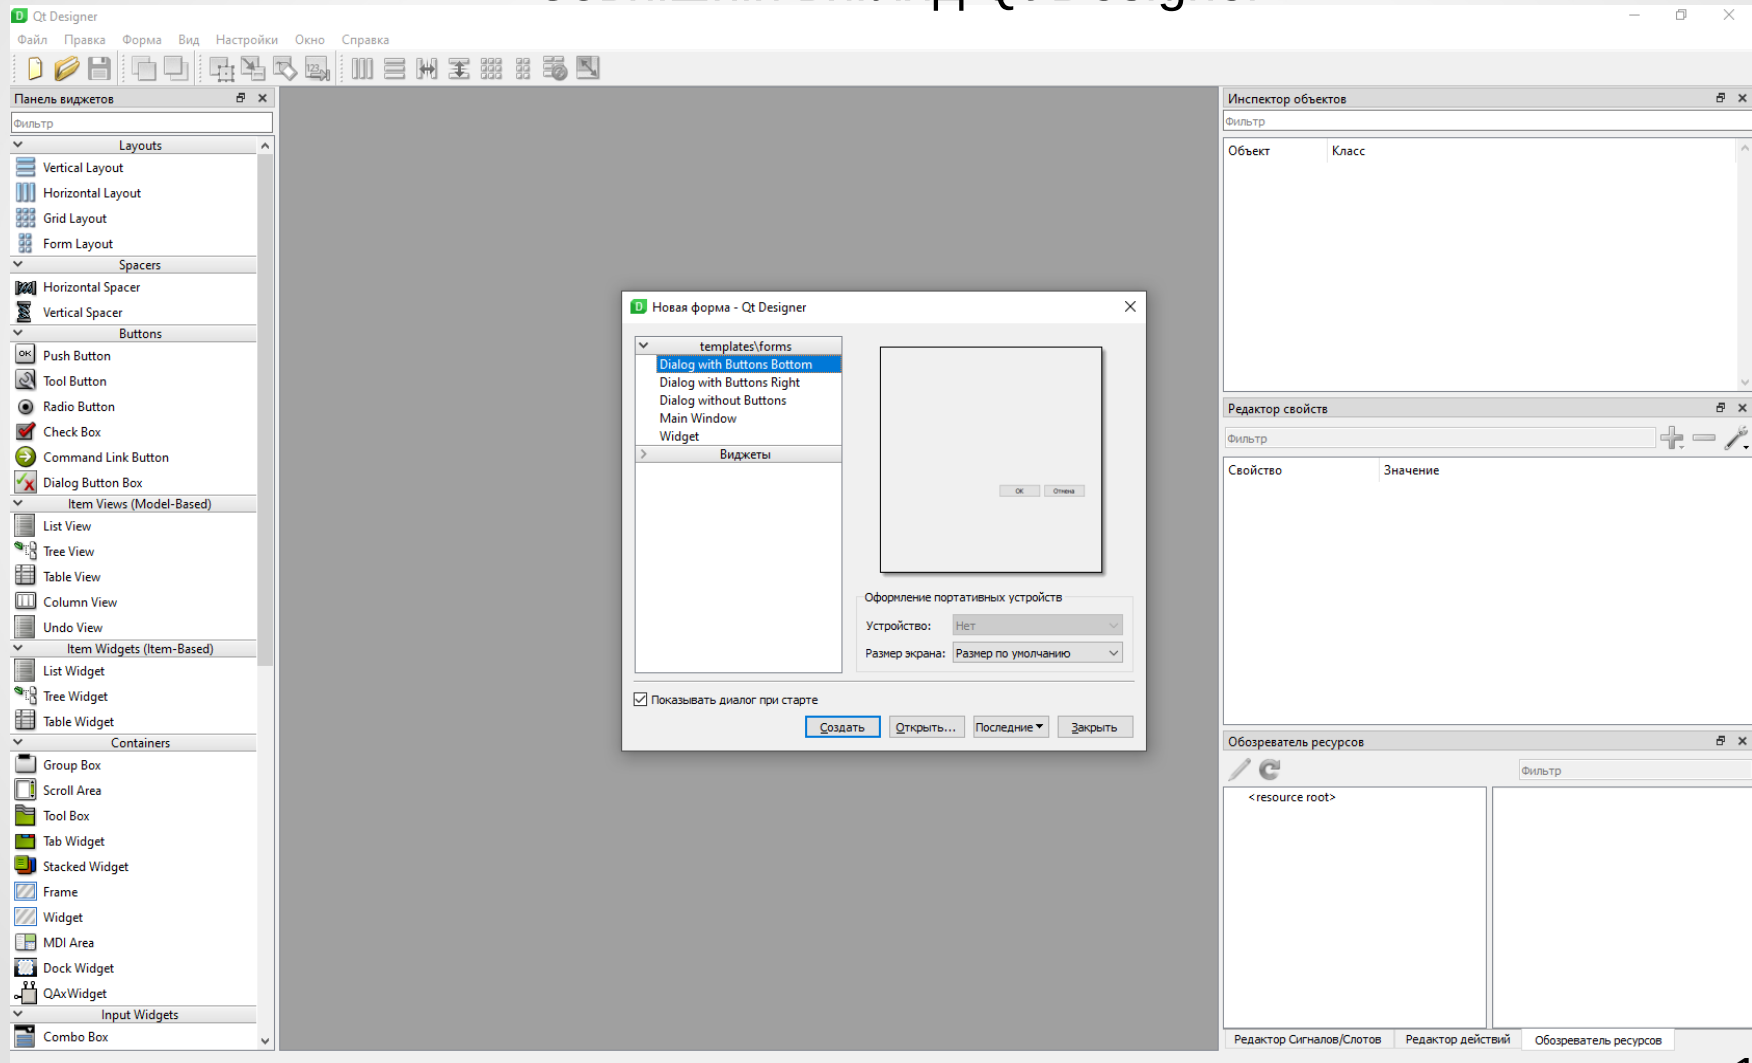 Qt Designer
Файл Правка Форма Вид Настройки Окно Справка
Панель виджетов
Фильтр
Layouts
Vertical Layout
Horizontal Layout
Grid Layout
Form Layout
Spacers
Horizontal Spacer
Vertical Spacer
Buttons
OK
Push Button
Tool Button
Radio Button
Check Box
Command Link Button
Dialog Button Box
Item Views (Model-Based)
List View
Tree View
Table View
Column View
Undo View
Item Widgets (Item-Based)
List Widget
Tree Widget
Table Widget
Containers
Group Box
Scroll Area
Tool Box
Tab Widget
Stacked Widget
Frame
Widget
MDI Area
Dock Widget
QAxWidget
Input Widgets
Combo Box
Новая форма - Qt Designer
templates\forms
Dialog with Buttons Bottom
Dialog with Buttons Right
Dialog without Buttons
Main Window
Widget
Виджеты
OK Отмена
Оформление портативных устройств
Устройство: Нет
Размер экрана: Размер по умолчанию
Показывать диалог при старте
Создать Открыть... Последние Закрыть
Инспектор объектов
Фильтр
Объект Класс
Редактор свойств
Фильтр
Свойство Значение
Обозреватель ресурсов
Фильтр
<resource root>
Редактор Сигналов/Слотов Редактор действий Обозреватель ресурсов